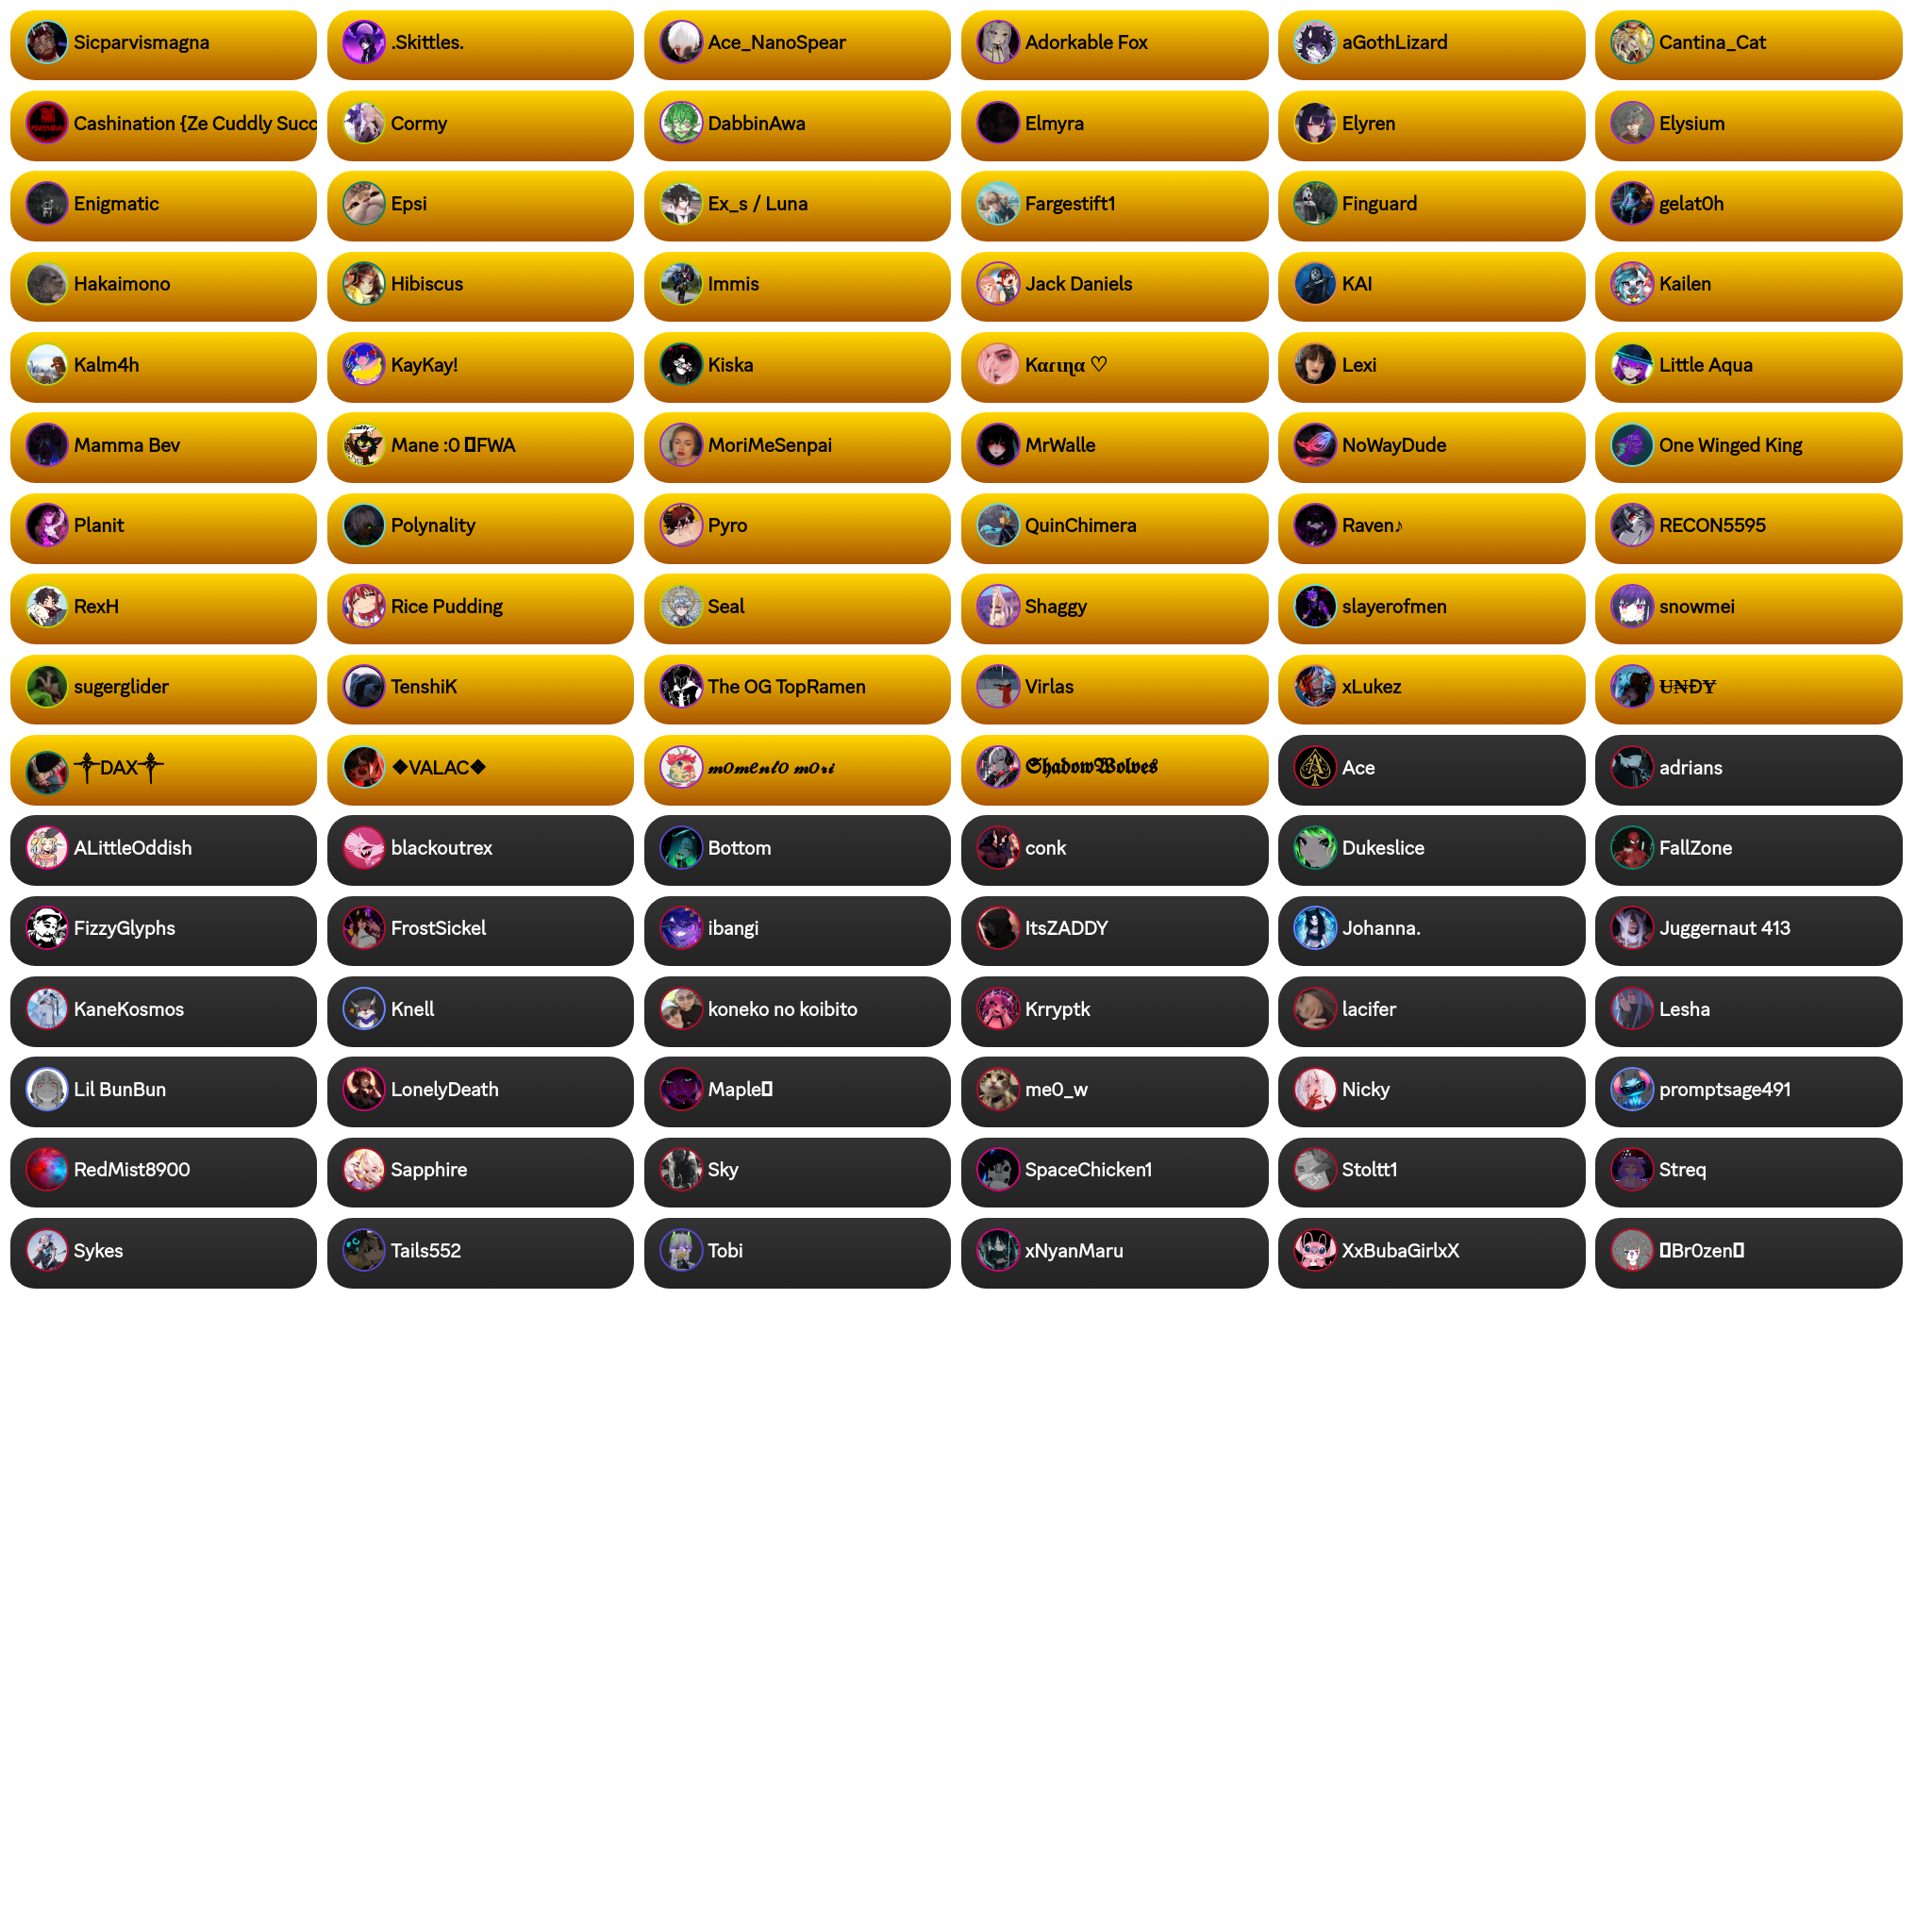 Sicparvismagna
.Skittles.
Ace_NanoSpear
Adorkable Fox
aGothLizard
Cantina_Cat
Cashination {Ze Cuddly Succ
Cormy
DabbinAwa
Elmyra
Elyren
Elysium
Enigmatic
Epsi
Ex_s / Luna
Fargestift1
Finguard
gelat0h
Hakaimono
Hibiscus
Immis
Jack Daniels
KAI
Kailen
Kalm4h
KayKay!
Kiska
Kαɾιɳα ♡
Lexi
Little Aqua
Mamma Bev
Mane :0 ▯FWA
MoriMeSenpai
MrWalle
NoWayDude
One Winged King
Planit
Polynality
Pyro
QuinChimera
Raven♪
RECON5595
RexH
Rice Pudding
Seal
Shaggy
slayerofmen
snowmei
sugerglider
TenshiK
The OG TopRamen
Virlas
xLukez
U̶₦ĐɎ
༒DAX༒
❖VALAC❖
𝓶𝓸𝓶𝓮𝓷𝓽𝓸 𝓶𝓸𝓻𝓲
𝕾𝖍𝖆𝖉𝖔𝖜𝖂𝖔𝖑𝖛𝖊𝖘
Ace
adrians
ALittleOddish
blackoutrex
Bottom
conk
Dukeslice
FallZone
FizzyGlyphs
FrostSickel
ibangi
ItsZADDY
Johanna.
Juggernaut 413
KaneKosmos
Knell
koneko no koibito
Krryptk
lacifer
Lesha
Lil BunBun
LonelyDeath
Maple▯
me0_w
Nicky
promptsage491
RedMist8900
Sapphire
Sky
SpaceChicken1
Stoltt1
Streq
Sykes
Tails552
Tobi
xNyanMaru
XxBubaGirlxX
▯Br0zen▯